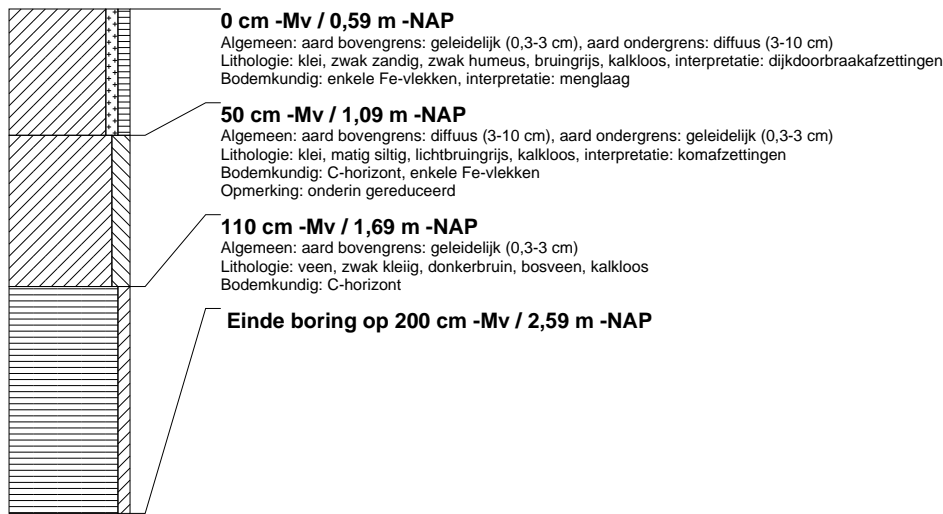 0 cm -Mv / 0,59 m -NAP
Algemeen: aard bovengrens: geleidelijk (0,3-3 cm), aard ondergrens: diffuus (3-10 cm)
Lithologie: klei, zwak zandig, zwak humeus, bruingrijs, kalkloos, interpretatie: dijkdoorbraakafzettingen
Bodemkundig: enkele Fe-vlekken, interpretatie: menglaag
50 cm -Mv / 1,09 m -NAP
Algemeen: aard bovengrens: diffuus (3-10 cm), aard ondergrens: geleidelijk (0,3-3 cm)
Lithologie: klei, matig siltig, lichtbruingrijs, kalkloos, interpretatie: komafzettingen
Bodemkundig: C-horizont, enkele Fe-vlekken
Opmerking: onderin gereduceerd
110 cm -Mv / 1,69 m -NAP
Algemeen: aard bovengrens: geleidelijk (0,3-3 cm)
Lithologie: veen, zwak kleiig, donkerbruin, bosveen, kalkloos
Bodemkundig: C-horizont
Einde boring op 200 cm -Mv / 2,59 m -NAP